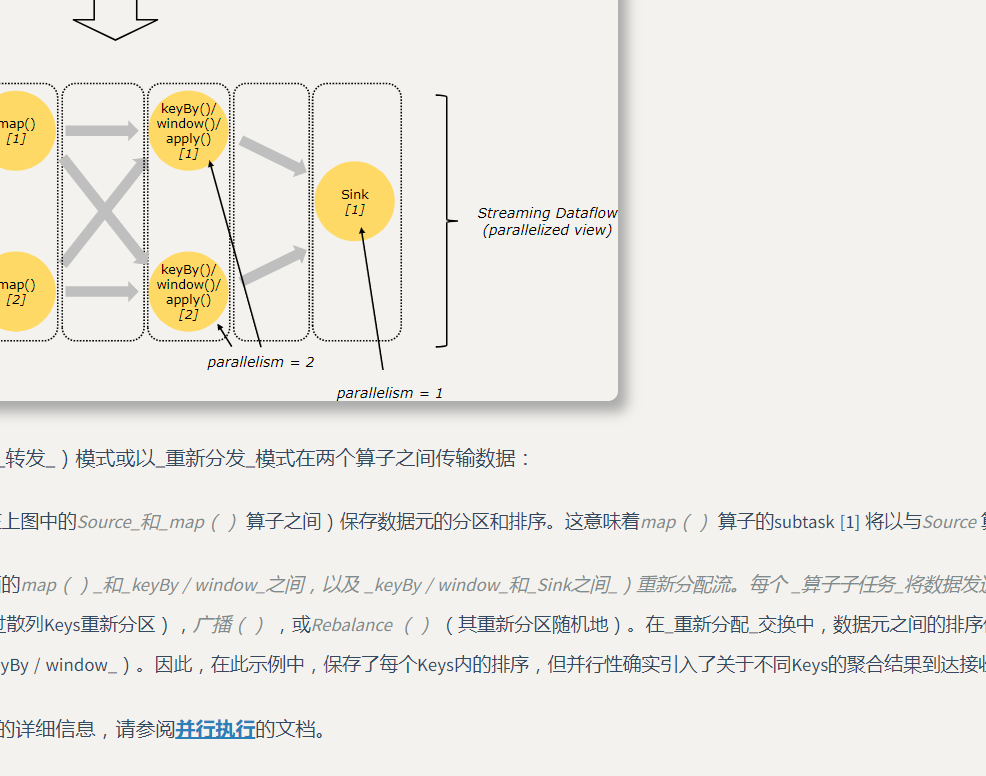 map()
[1]
keyBy()/
window()/
apply()
[1]
Sink
[1]
Streaming Dataflow
(parallelized view)
map()
[2]
keyBy()/
window()/
apply()
[2]
parallelism = 2
parallelism = 1
_转发_）模式或以_重新分发_模式在两个算子之间传输数据：
上图中的Source_和_map（ ）算子之间）保存数据元的分区和排序。这意味着map（ ）算子的subtask [1] 将以与Source
的map（ ）_和_keyBy / window_之间，以及 _keyBy / window_和_Sink之间_）重新分配流。每个 _算子子任务_将数据发
散列Keys重新分区），广播（ ），或Rebalance （ ）（其重新分区随机地）。在_重新分配_交换中，数据元之间的排序
yBy / window_ ）。因此，在此示例中，保存了每个Keys内的排序，但并行性确实引入了关于不同Keys的聚合结果到达接
的详细信息，请参阅并行执行的文档。